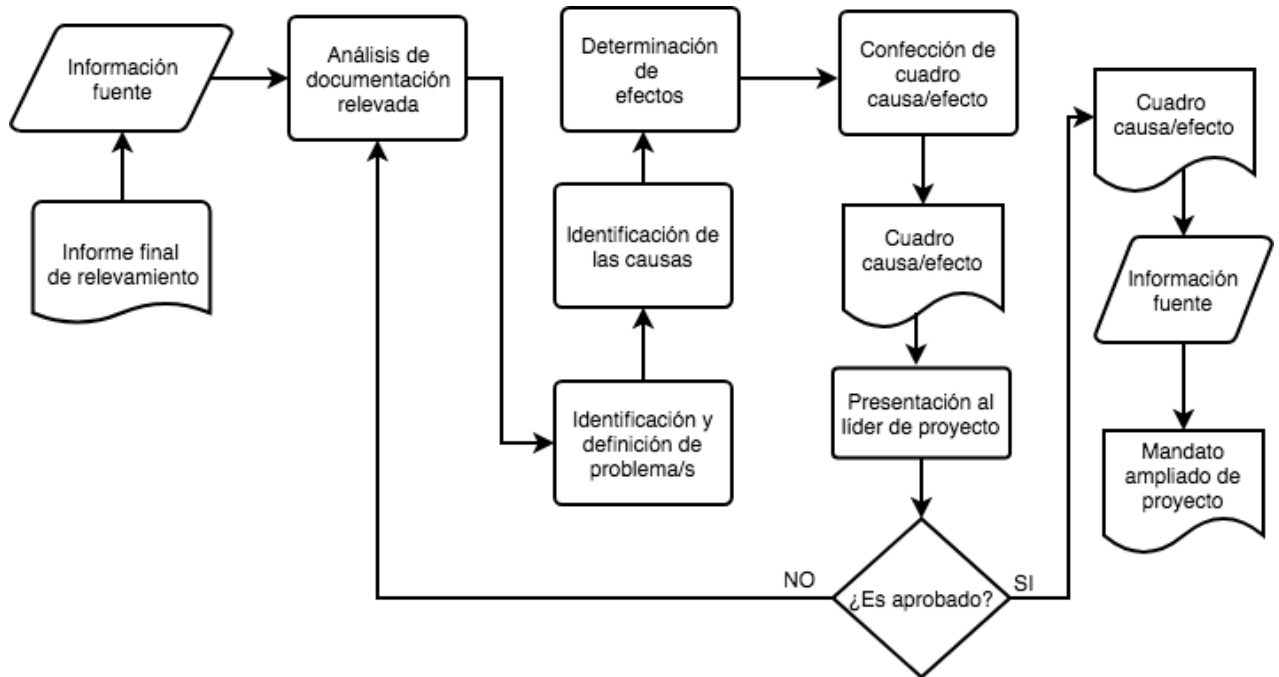 Información
fuente
Informe final
de relevamiento
Análisis de
documentación
relevada
Identificación y
definición de
problema/s
Identificación de
las causas
Determinación
de
efectos
Confección de
cuadro
causa/efecto
Cuadro
causa/efecto
Presentación al
líder de proyecto
¿Es aprobado?
NO
SI
Cuadro
causa/efecto
Información
fuente
Mandato
ampliado de
proyecto